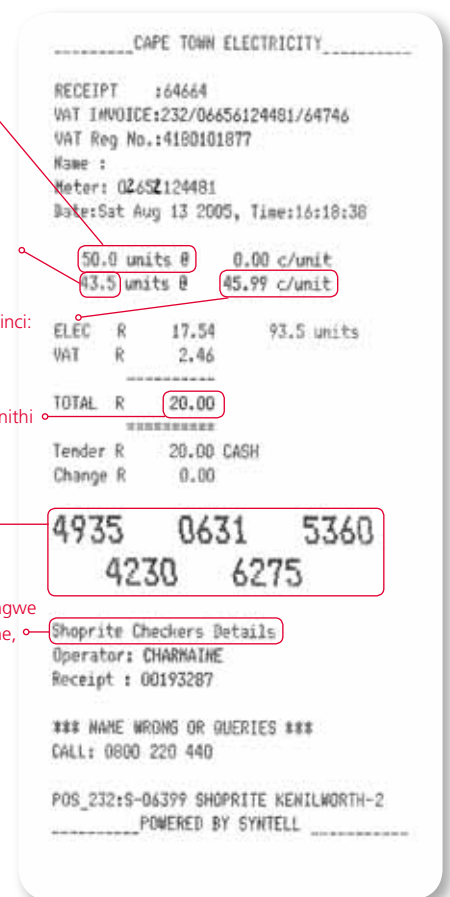 CAPE TOWN ELECTRICITY
RECEIPT :64664
VAT INVOICE:232/06656124481/64746
VAT Reg No.:4180101877
Name :
Meter: 02652124481
Date:Sat Aug 13 2005, Time:16:18:38
50.0 units @ 0.00 c/unit
43.5 units @ 45.99 c/unit
inci:
ELEC R 17.54 93.5 units
VAT R 2.46
TOTAL R 20.00
nithi
Tender R 20.00 CASH
Change R 0.00
4935 0631 5360
4230 6275
ngwe
ne,
Shoprite Checkers Details
Operator: CHARMAINE
Receipt : 00193287
*** NAME WRONG OR QUERIES ***
CALL: 0800 220 440
POS_232:S-06399 SHOPRITE KENILWORTH-2
POWERED BY SYNTELL